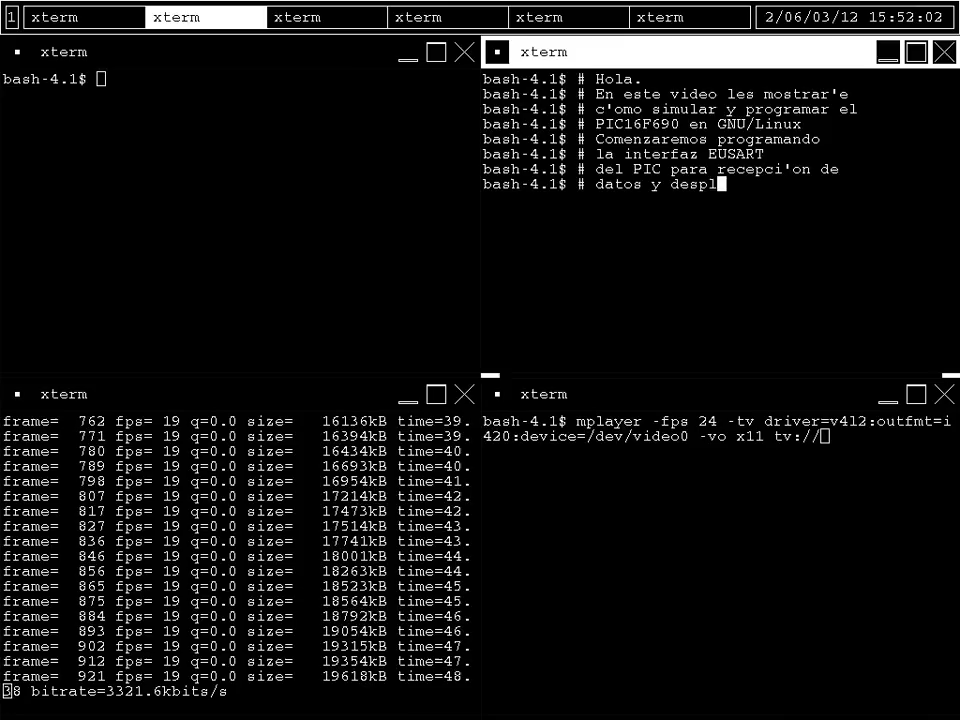 1 xterm xterm xterm xterm xterm xterm 2/06/03/12 15:52:02
xterm
bash-4.1$
xterm
bash-4.1$ # Hola.
bash-4.1$ # En este video les mostrar'e
bash-4.1$ # c'omo simular y programar el
bash-4.1$ # PIC16F690 en GNU/Linux
bash-4.1$ # Comenzaremos programando
bash-4.1$ # la interfaz EUSART
bash-4.1$ # del PIC para recepci'on de
bash-4.1$ # datos y despl
xterm
frame=  762 fps= 19 q=0.0 size=   16136kB time=39.
frame=  771 fps= 19 q=0.0 size=   16394kB time=39.
frame=  780 fps= 19 q=0.0 size=   16434kB time=40.
frame=  789 fps= 19 q=0.0 size=   16693kB time=40.
frame=  798 fps= 19 q=0.0 size=   16954kB time=41.
frame=  807 fps= 19 q=0.0 size=   17214kB time=42.
frame=  817 fps= 19 q=0.0 size=   17473kB time=42.
frame=  827 fps= 19 q=0.0 size=   17514kB time=43.
frame=  836 fps= 19 q=0.0 size=   17741kB time=43.
frame=  846 fps= 19 q=0.0 size=   18001kB time=44.
frame=  856 fps= 19 q=0.0 size=   18263kB time=44.
frame=  865 fps= 19 q=0.0 size=   18523kB time=45.
frame=  875 fps= 19 q=0.0 size=   18564kB time=45.
frame=  884 fps= 19 q=0.0 size=   18792kB time=46.
frame=  893 fps= 19 q=0.0 size=   19054kB time=46.
frame=  902 fps= 19 q=0.0 size=   19315kB time=47.
frame=  912 fps= 19 q=0.0 size=   19354kB time=47.
frame=  921 fps= 19 q=0.0 size=   19618kB time=48.
38 bitrate=3321.6kbits/s
xterm
bash-4.1$ mplayer -fps 24 -tv driver=v4l2:outfmt=i
420:device=/dev/video0 -vo x11 tv://